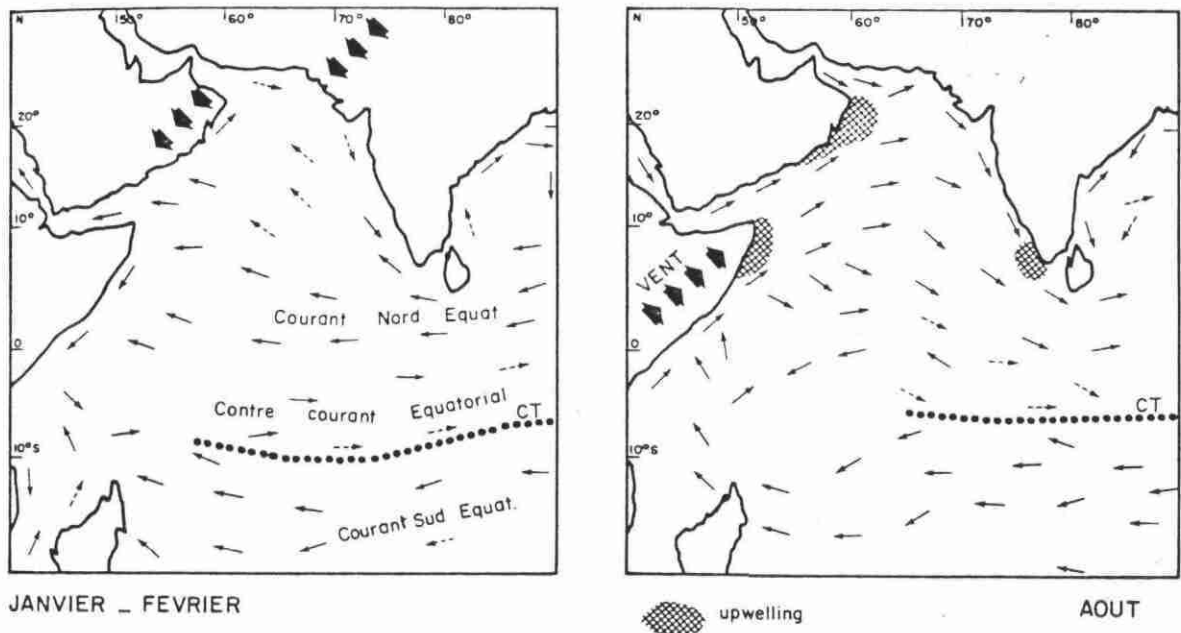 N 50° 60° 70° 80°
20°
10°
0
10°S
Courant Nord Equat
Contre courant Equatorial
CT
Courant Sud Equat.
JANVIER _ FEVRIER
N 50° 60° 70° 80°
20°
10°
0
10°S
VENT
CT
upwelling
AOUT